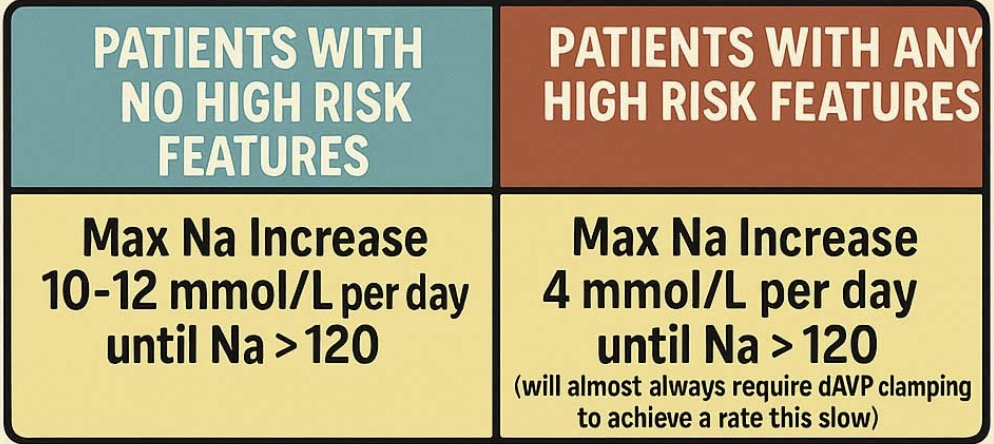 PATIENTS WITH
NO HIGH RISK
FEATURES
PATIENTS WITH ANY
HIGH RISK FEATURES
Max Na Increase
10-12 mmol/L per day
until Na > 120
Max Na Increase
4 mmol/L per day
until Na > 120
(will almost always require dAVP clamping
to achieve a rate this slow)